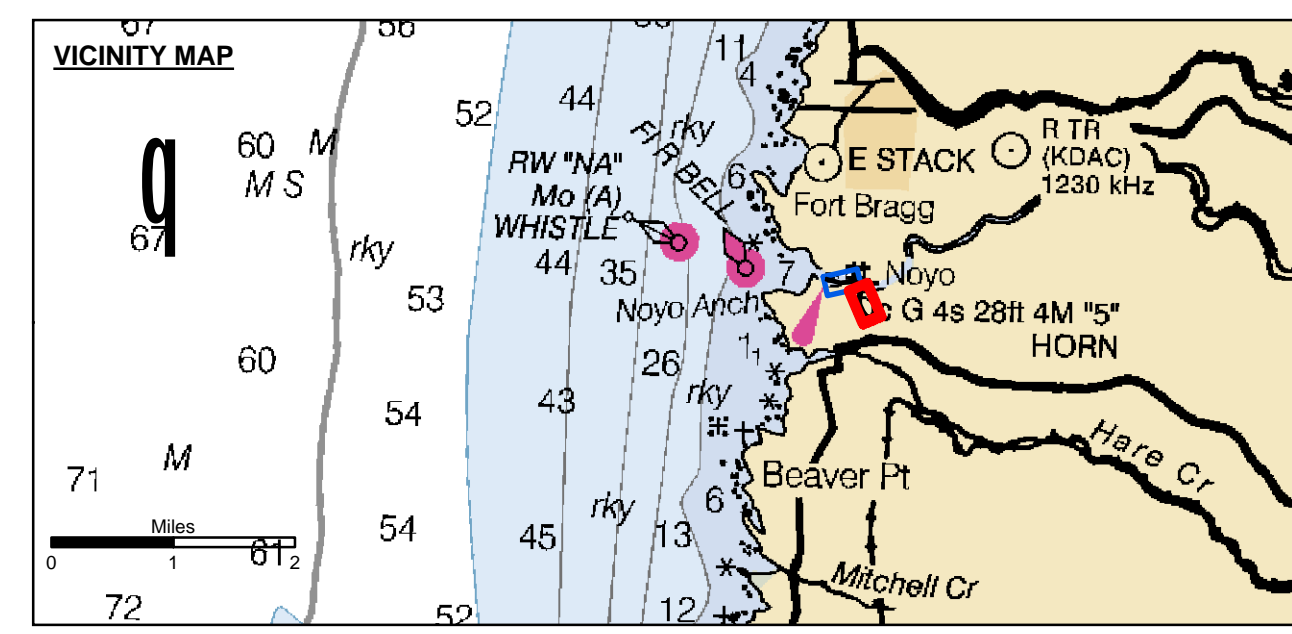 67
56
VICINITY MAP
11
4
44
52
rky
R TR
(KDAC)
1230 kHz
60 M
M S
RW "NA"
Mo (A)
WHISTLE
F/R BELL
6
E STACK
Fort Bragg
67
rky
44
35
7
Noyo
53
Noyo Anch
G 4s 28ft 4M "5"
HORN
60
1₁
26
rky
43
54
Hare Cr
M
71
Beaver Pt
6
rky
Miles
54
45
13
61
0 1 2
Mitchell Cr
72
52
12